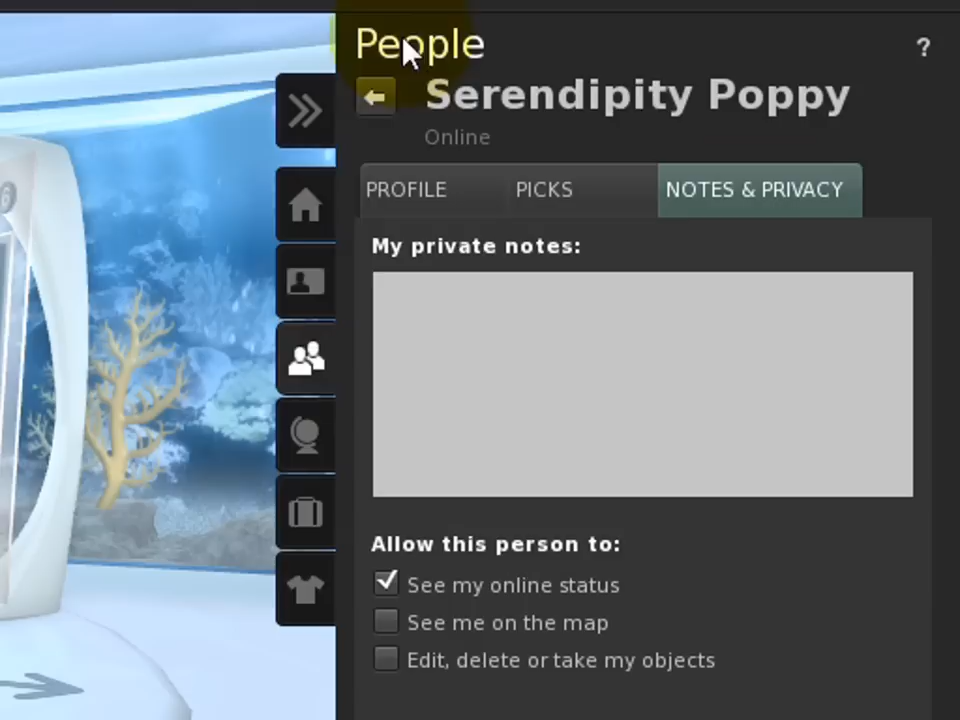 People
?
Serendipity Poppy
Online
PROFILE
PICKS
NOTES & PRIVACY
My private notes:
Allow this person to:
See my online status
See me on the map
Edit, delete or take my objects
6